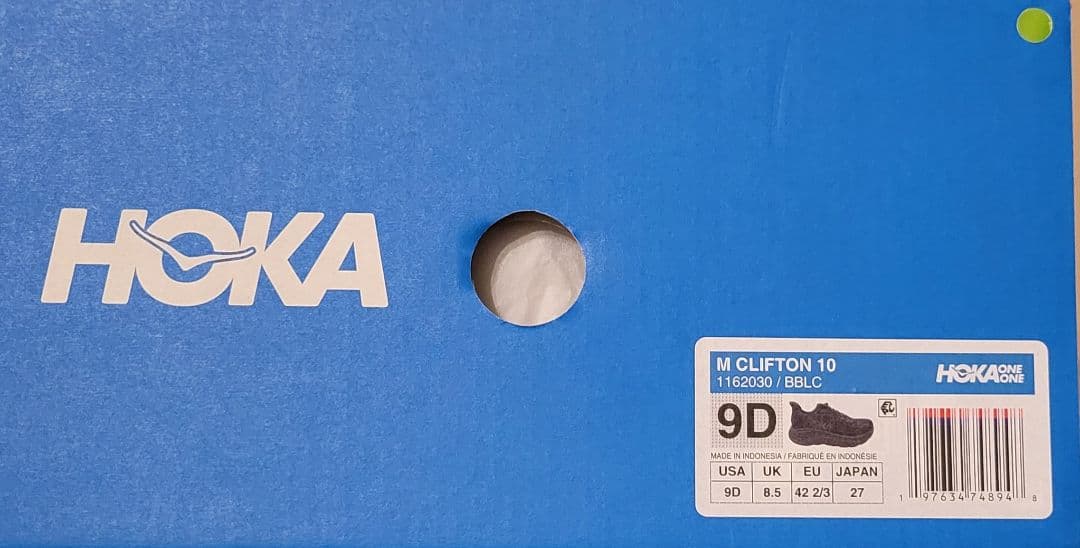 HOKA
M CLIFTON 10
1162030 / BBLC
HOKA ONE ONE
9D
MADE IN INDONESIA / FABRIQUÉ EN INDONÉSIE
USA UK EU JAPAN
9D 8.5 42 2/3 27
1 97634 74894 8